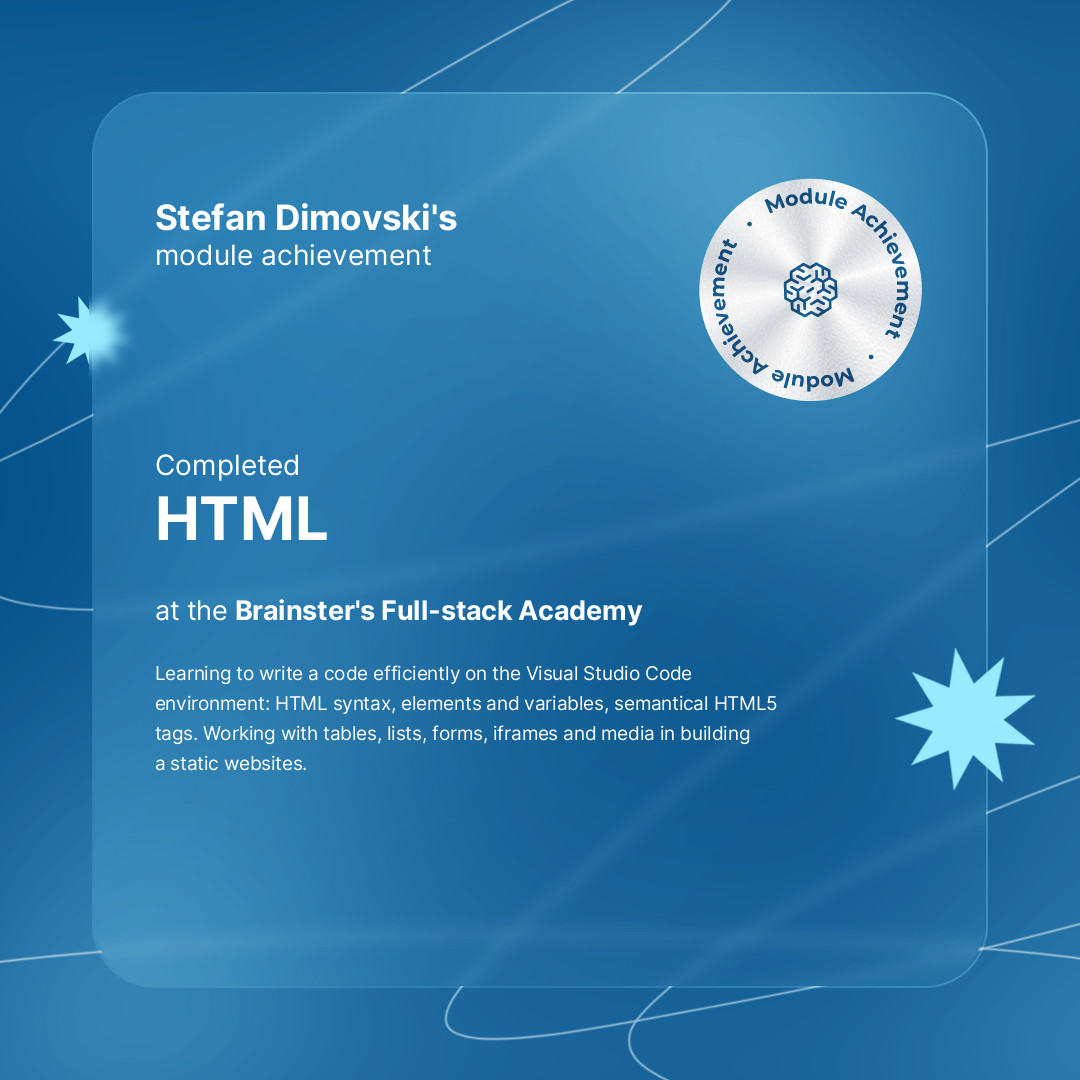 Stefan Dimovski's
module achievement
Module Achievement • Module Achievement •
Completed
HTML
at the Brainster's Full-stack Academy
Learning to write a code efficiently on the Visual Studio Code
environment: HTML syntax, elements and variables, semantical HTML5
tags. Working with tables, lists, forms, iframes and media in building
a static websites.